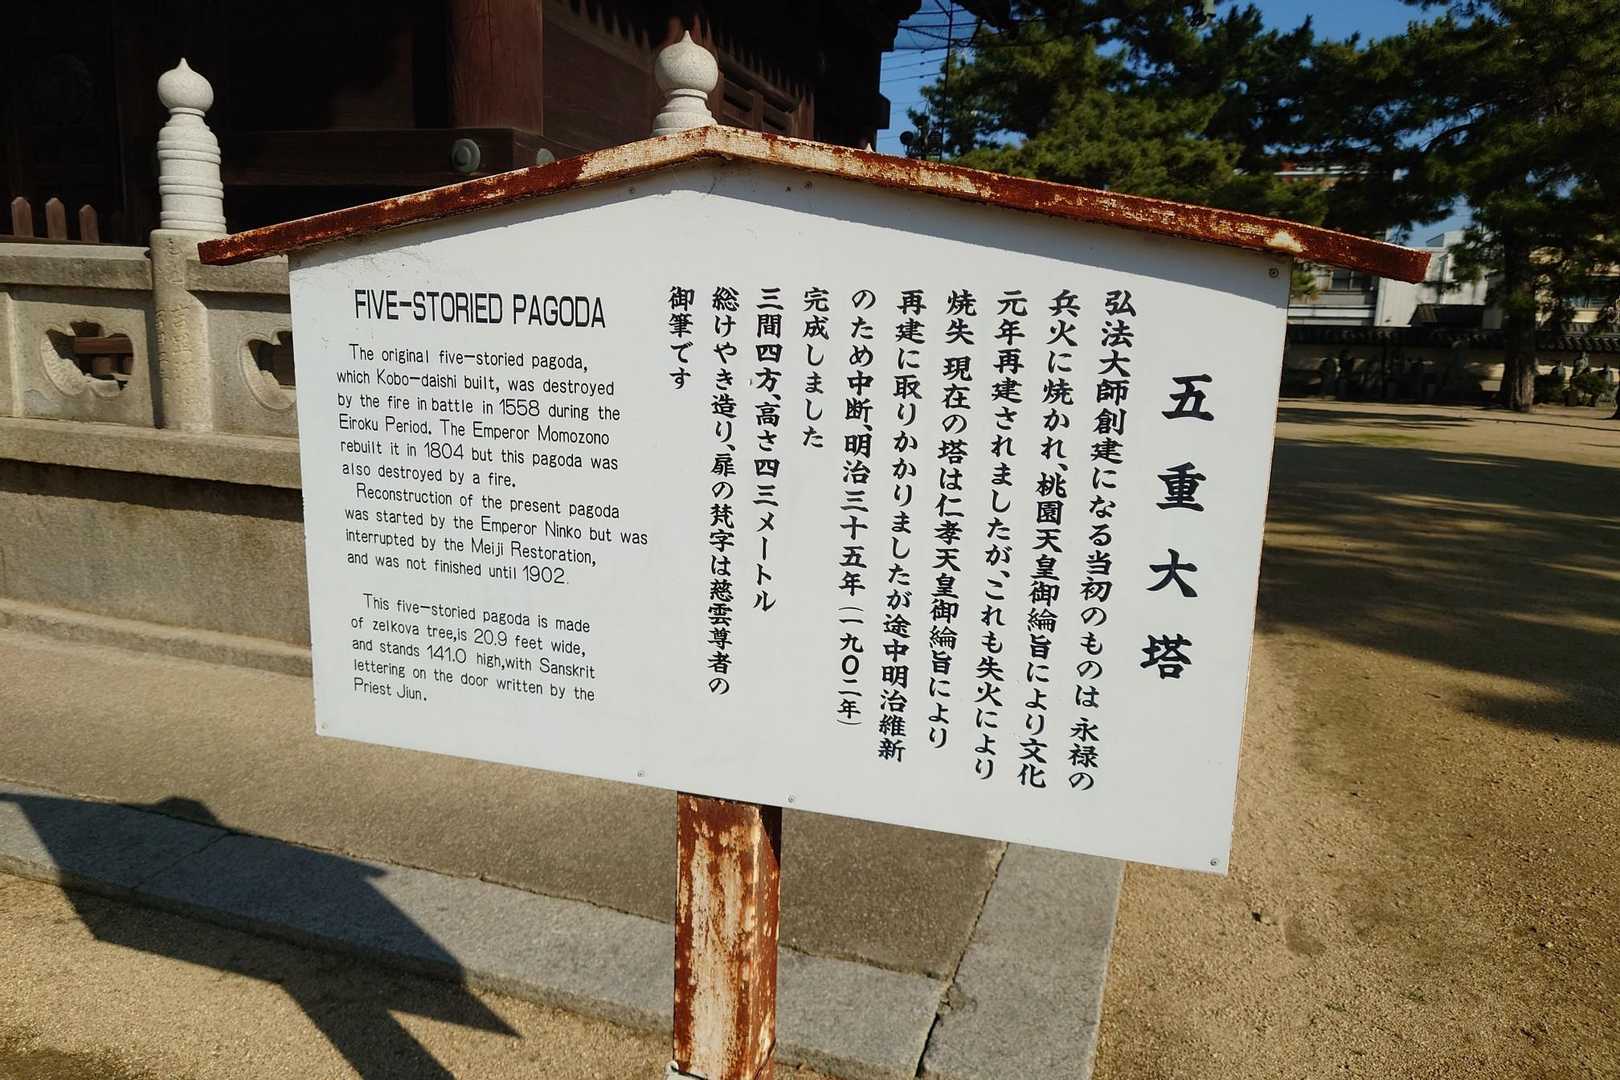 五重大塔
弘法大師創建になる当初のものは 永禄の
兵火に焼かれ、桃園天皇御綸旨により文化
元年再建されましたが、これも失火により
焼失 現在の塔は仁孝天皇御綸旨により
再建に取りかかりましたが途中明治維新
のため中断、明治三十五年(一九〇二年)
完成しました
三間四方、高さ四三メートル
総けやき造り、扉の梵字は慈雲尊者の
御筆です
FIVE-STORIED PAGODA
The original five-storied pagoda,
which Kobo-daishi built, was destroyed
by the fire in battle in 1558 during the
Eiroku Period. The Emperor Momozono
rebuilt it in 1804 but this pagoda was
also destroyed by a fire.
Reconstruction of the present pagoda
was started by the Emperor Ninko but was
interrupted by the Meiji Restoration,
and was not finished until 1902.
This five-storied pagoda is made
of zelkova tree,is 20.9 feet wide,
and stands 141.0 high,with Sanskrit
lettering on the door written by the
Priest Jiun.